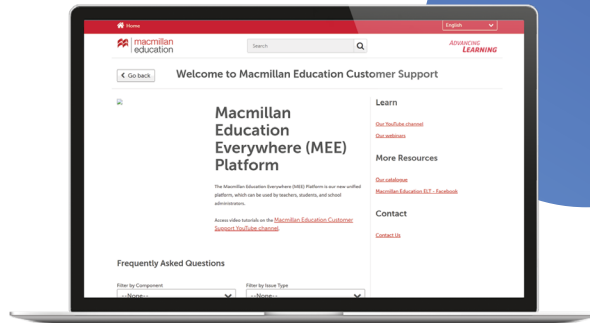 Home
English
macmillan
education
Search
ADVANCING
LEARNING
Go back
Welcome to Macmillan Education Customer Support
Macmillan
Education
Everywhere (MEE)
Platform
The Macmillan Education Everywhere (MEE) Platform is our new unified
platform, which can be used by teachers, students, and school
administrators.
Access video tutorials on the Macmillan Education Customer
Support YouTube channel.
Learn
Our YouTube channel
Our webinars
More Resources
Our catalogue
Macmillan Education ELT - Facebook
Contact
Contact Us
Frequently Asked Questions
Filter by Component
Filter by Issue Type
--None--
--None--